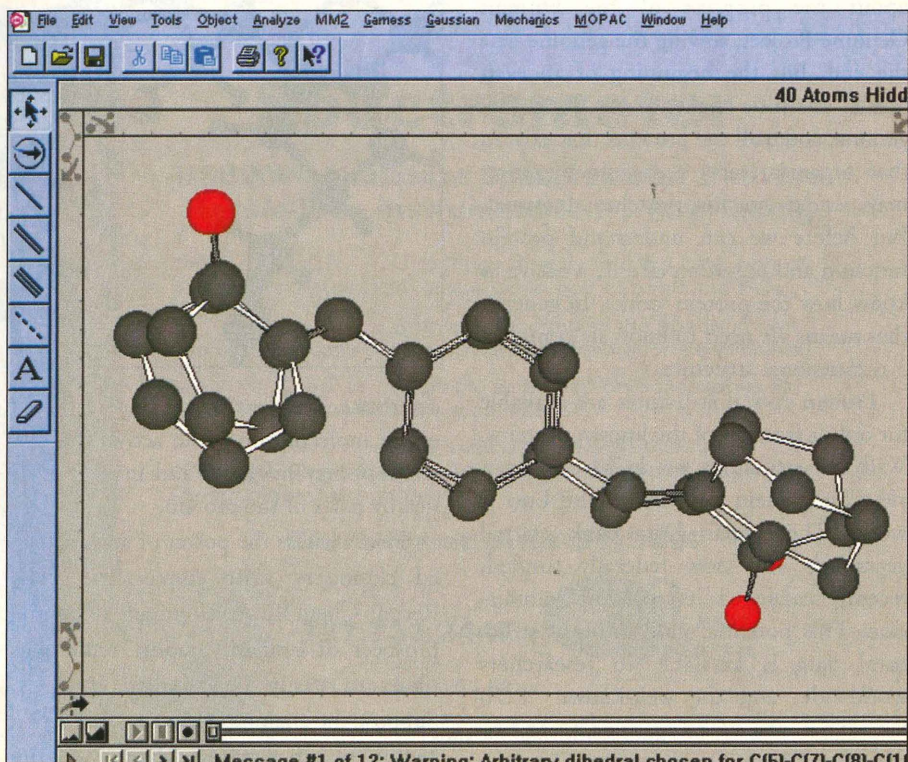 File Edit View Tools Object Analyze MM2 Gamess Gaussian Mechanics MOPAC Window Help
40 Atoms Hidd
A
Message #1 of 12: Warning: Arbitrary dihedral chosen for C(5)-C(7)-C(8)-C(1